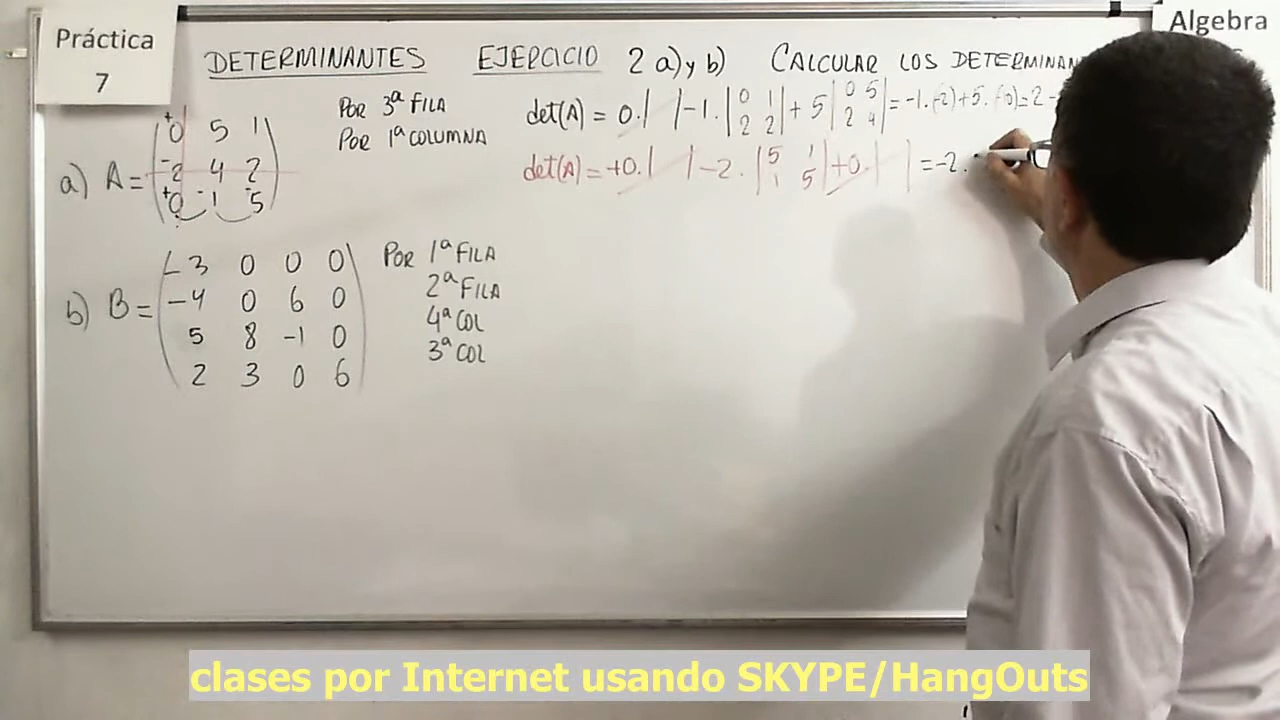 Práctica
7
Algebra
DETERMINANTES EJERCICIO 2 a) y b) CALCULAR LOS
POR 3ª FILA
POR 1ª COLUMNA
det(A) = 0.| |-1.|0 1 2 2| + 5|0 5 2 4| = -1.(-2)+5.(-0)=2
det(A) = +0.| | -2.|5 1 1 5| +0.| | = -2.
a) A =
0 5 1
-2 4 2
0 1 5
b) B =
-3 0 0 0
-4 0 6 0
5 8 -1 0
2 3 0 6
POR 1ª FILA
2ª FILA
4ª COL
3ª COL
clases por Internet usando SKYPE/HangOuts